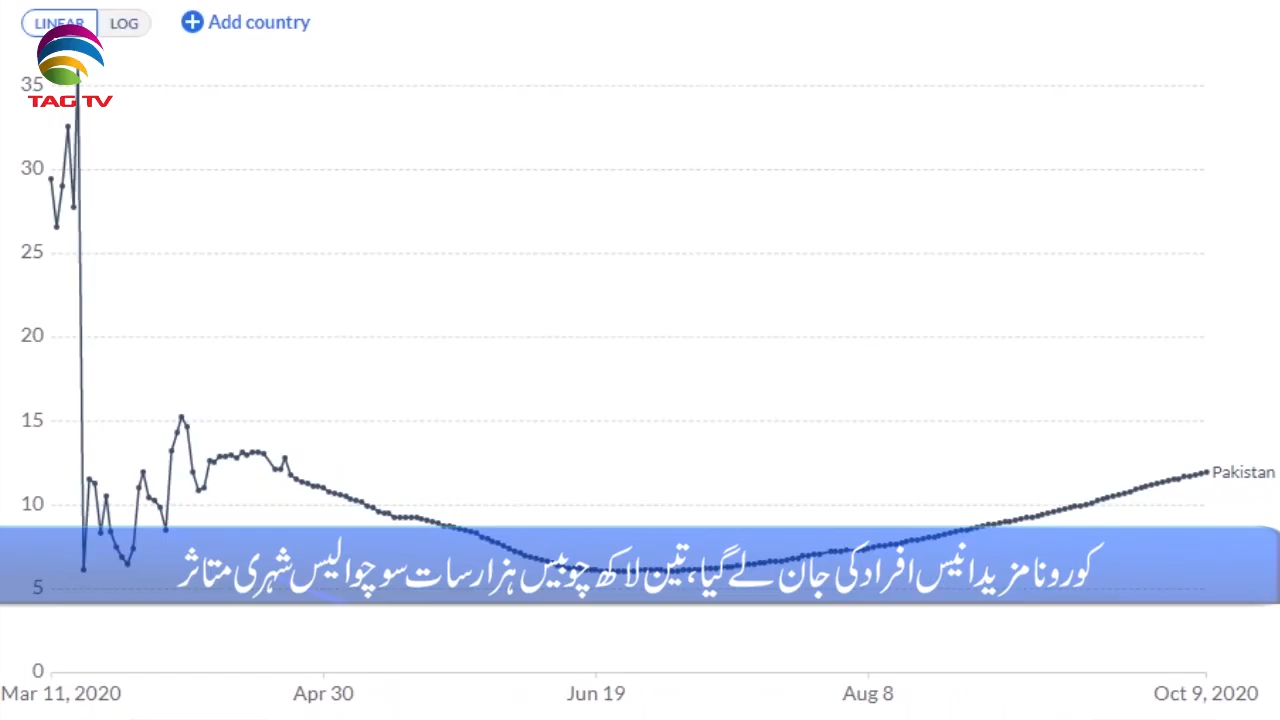 LINEAR LOG Add country
TAG TV
35
30
25
20
15
10
Pakistan
کورونا مزید انیس افراد کی جان لے گیا، تین لاکھ چوبیس ہزار سات سو چوالیس شہری متاثر
5
0
Mar 11, 2020 Apr 30 Jun 19 Aug 8 Oct 9, 2020